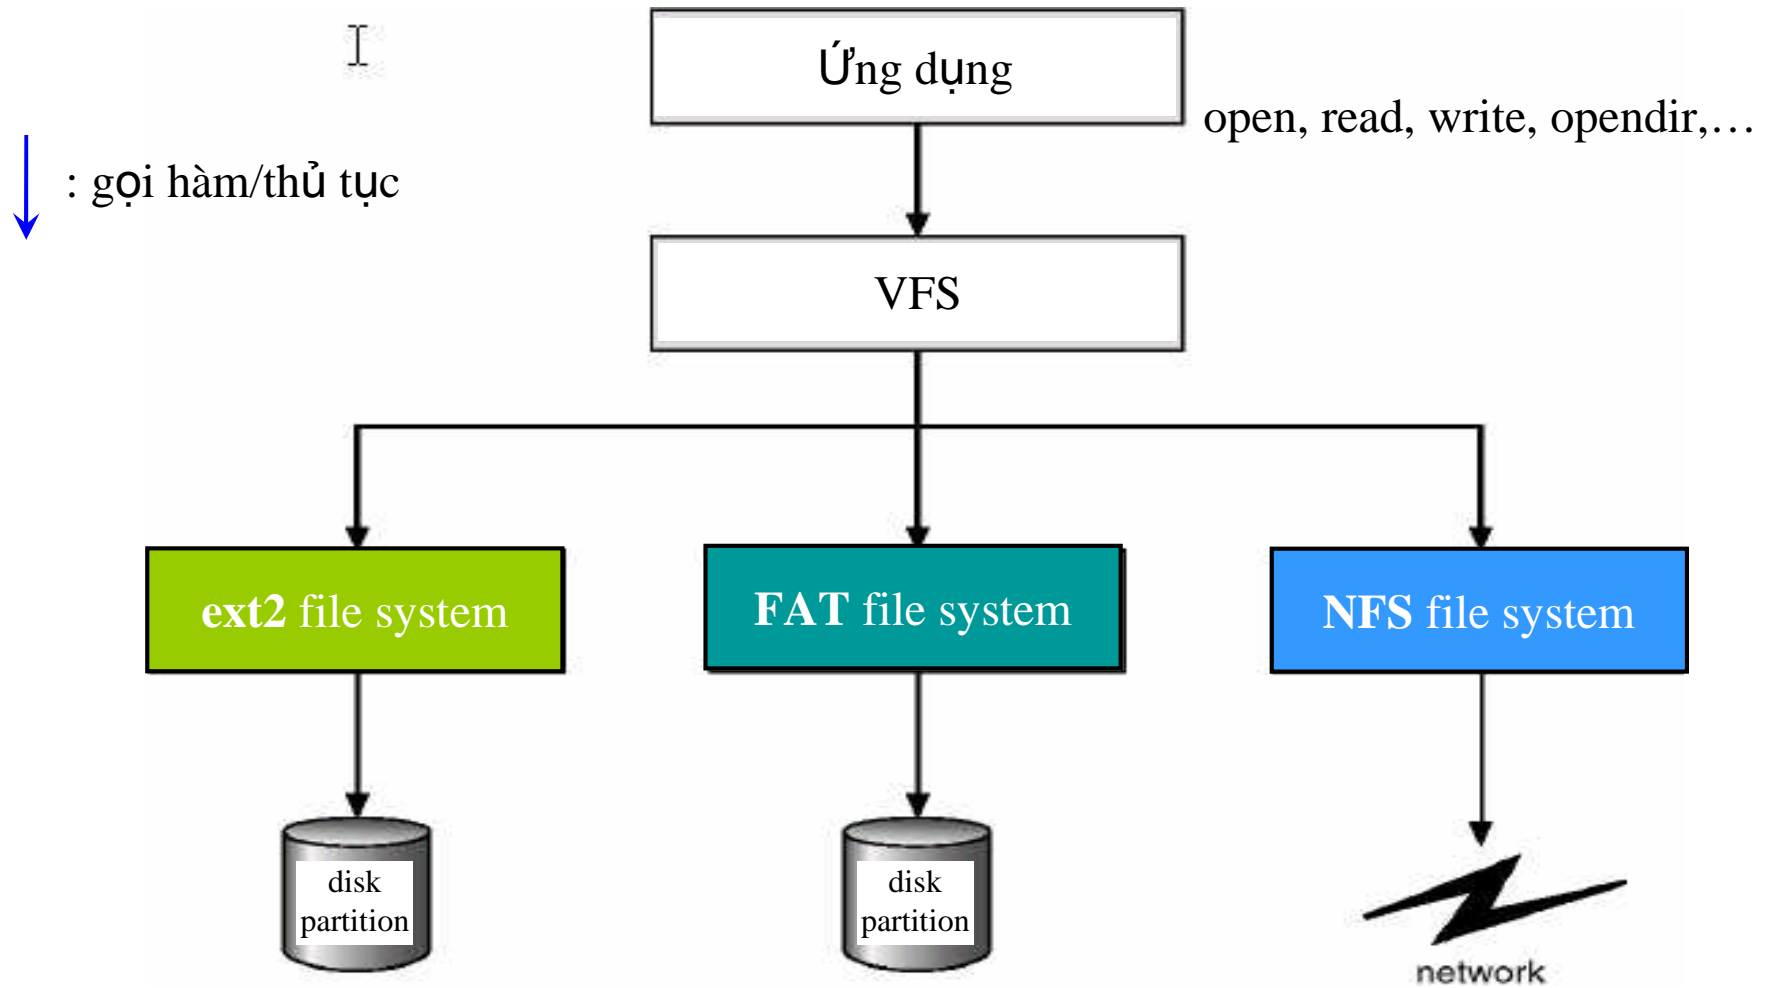 Ứng dụng
open, read, write, opendir,…
: gọi hàm/thủ tục
VFS
ext2 file system
FAT file system
NFS file system
disk
partition
disk
partition
network